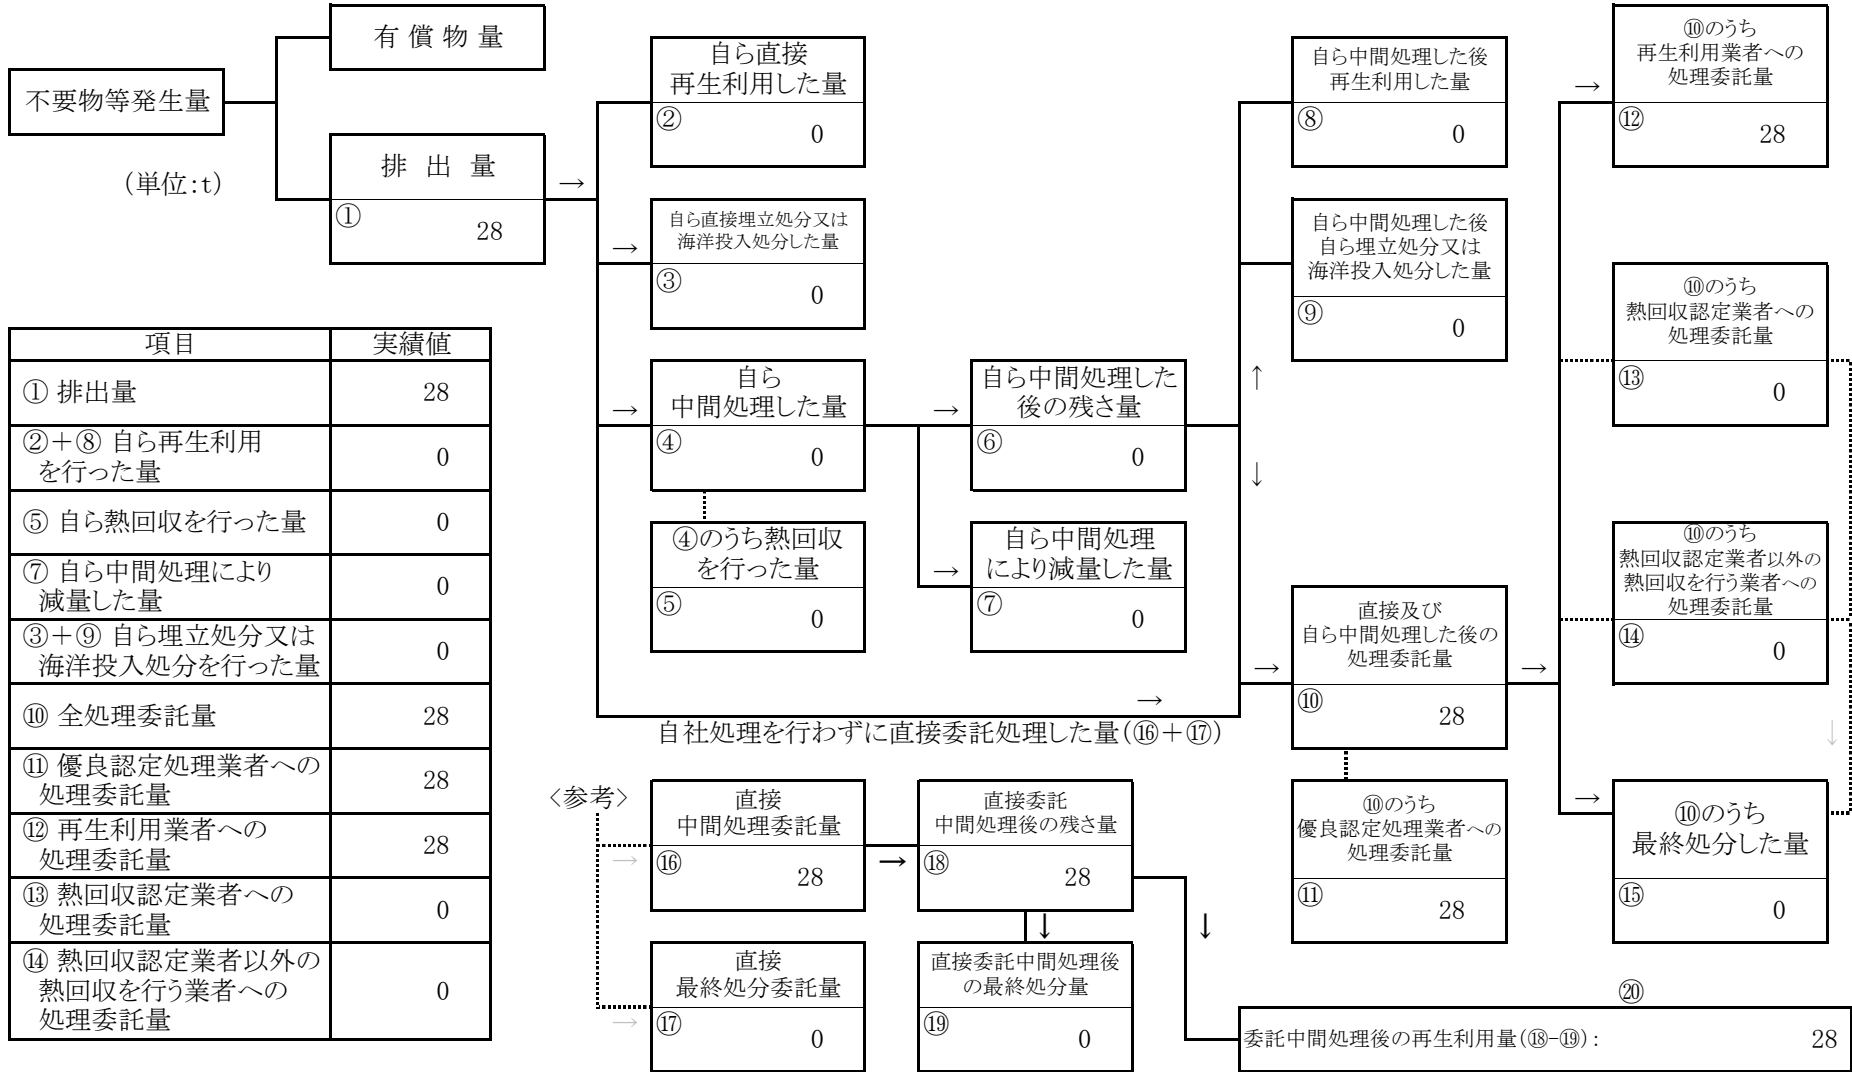 有 償 物 量
不要物等発生量
排 出 量
①
28
→
(単位:t)
自ら直接
再生利用した量
②
0
→
自ら直接埋立処分又は
海洋投入処分した量
③
0
→
自ら
中間処理した量
④
0
④のうち熱回収
を行った量
⑤
0
→
自ら中間処理した
後の残さ量
⑥
0
→
自ら中間処理
により減量した量
⑦
0
↑
↓
自ら中間処理した後
再生利用した量
⑧
0
自ら中間処理した後
自ら埋立処分又は
海洋投入処分した量
⑨
0
→
自社処理を行わずに直接委託処理した量(⑯+⑰)
→
直接及び
自ら中間処理した後の
処理委託量
⑩
28
⑩のうち
優良認定処理業者への
処理委託量
⑪
28
→
→
⑩のうち
再生利用業者への
処理委託量
⑫
28
⑩のうち
熱回収認定業者への
処理委託量
⑬
0
⑩のうち
熱回収認定業者以外の
熱回収を行う業者への
処理委託量
⑭
0
↓
→
⑩のうち
最終処分した量
⑮
0
項目 実績値
① 排出量 28
②+⑧ 自ら再生利用
を行った量 0
⑤ 自ら熱回収を行った量 0
⑦ 自ら中間処理により
減量した量 0
③+⑨ 自ら埋立処分又は
海洋投入処分を行った量 0
⑩ 全処理委託量 28
⑪ 優良認定処理業者への
処理委託量 28
⑫ 再生利用業者への
処理委託量 28
⑬ 熱回収認定業者への
処理委託量 0
⑭ 熱回収認定業者以外の
熱回収を行う業者への
処理委託量 0
<参考>
→
直接
中間処理委託量
⑯
28
→
直接委託
中間処理後の残さ量
⑱
28
↓
↓
→
直接
最終処分委託量
⑰
0
直接委託中間処理後
の最終処分量
⑲
0
⑳
委託中間処理後の再生利用量(⑱-⑲): 28